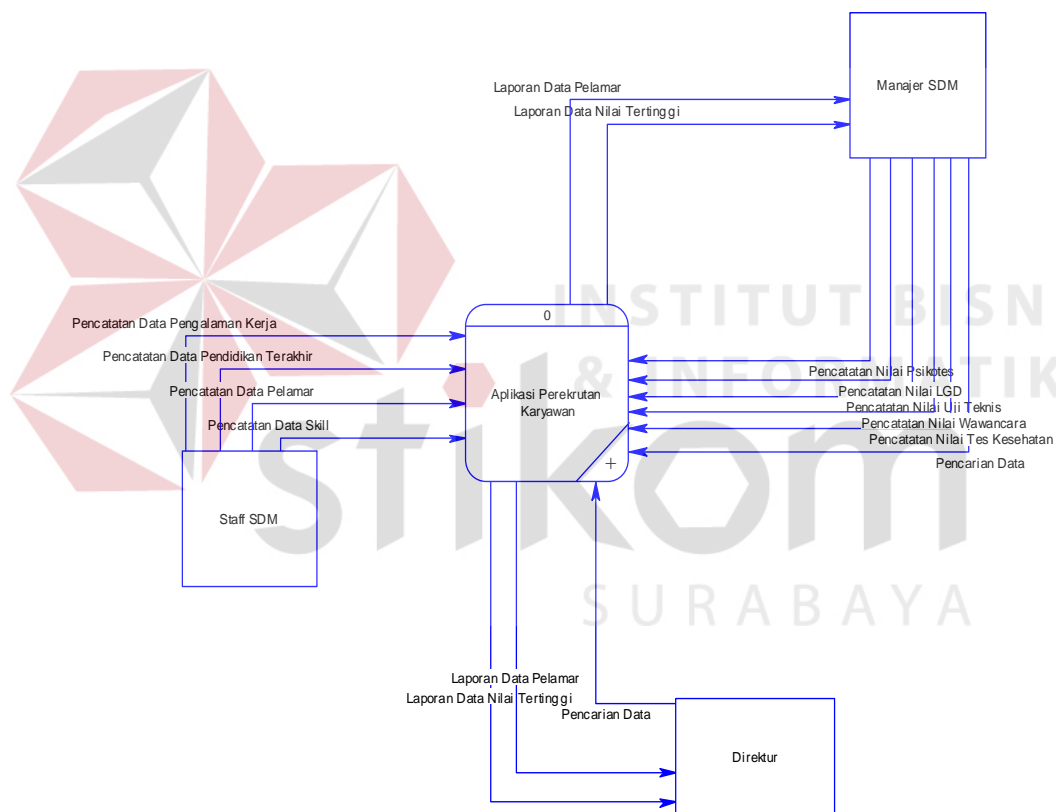 Manajer SDM
Laporan Data Pelamar
Laporan Data Nilai Tertinggi
INSTITUT BISN
& INFORMATIK
stikom
SURABAYA
0
Aplikasi Perekrutan
Karyawan
+
Pencatatan Data Pengalaman Kerja
Pencatatan Data Pendidikan Terakhir
Pencatatan Data Pelamar
Pencatatan Data Skill
Staff SDM
Pencatatan Nilai Psikotes
Pencatatan Nilai LGD
Pencatatan Nilai Uji Teknis
Pencatatan Nilai Wawancara
Pencatatan Nilai Tes Kesehatan
Pencarian Data
Laporan Data Pelamar
Laporan Data Nilai Tertinggi
Pencarian Data
Direktur